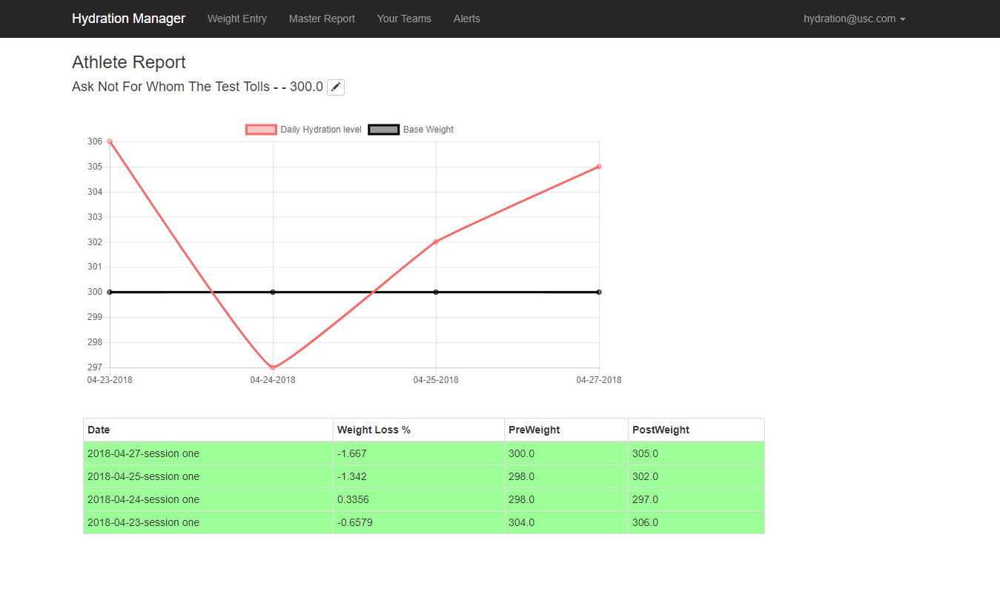 Hydration Manager Weight Entry Master Report Your Teams Alerts hydration@usc.com
Athlete Report
Ask Not For Whom The Test Tolls - - 300.0
Daily Hydration level Base Weight
306
305
304
303
302
301
300
299
298
297
04-23-2018 04-24-2018 04-25-2018 04-27-2018
Date Weight Loss % PreWeight PostWeight
2018-04-27-session one -1.667 300.0 305.0
2018-04-25-session one -1.342 298.0 302.0
2018-04-24-session one 0.3356 298.0 297.0
2018-04-23-session one -0.6579 304.0 306.0